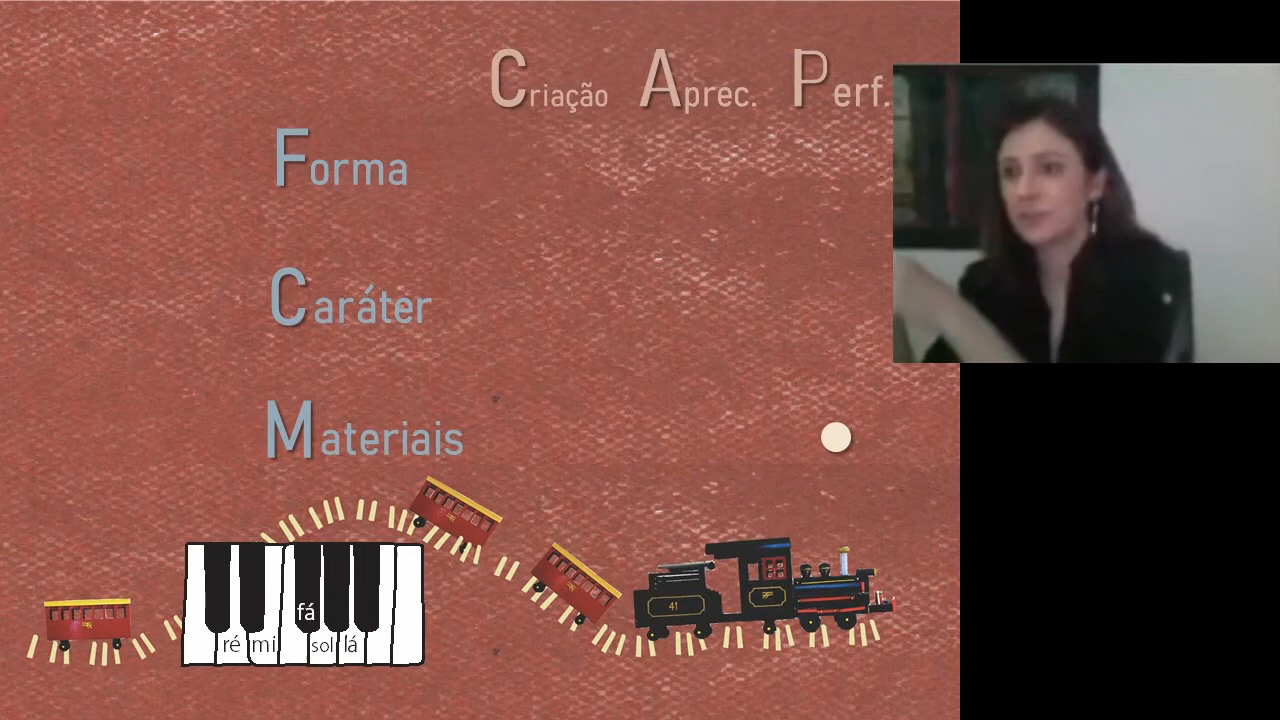 Criação Aprec. Perf.
Forma
Caráter
Materiais
fá
ré mi sol lá
41